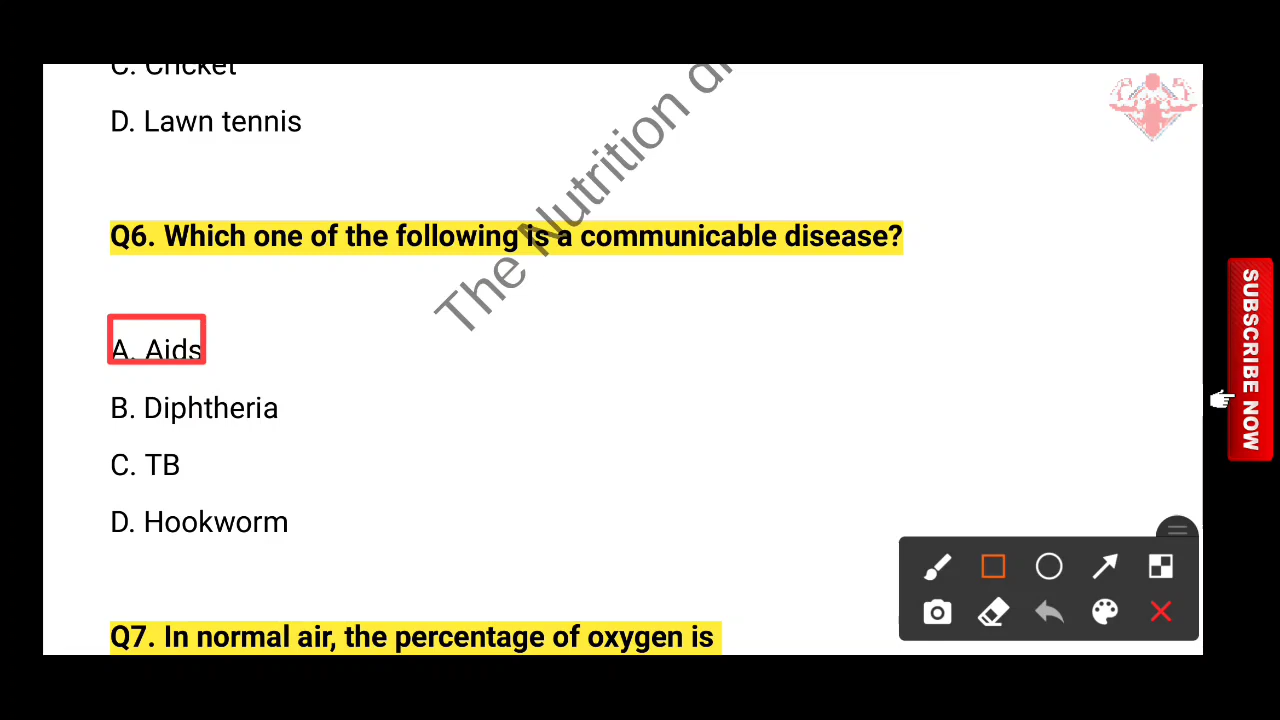 C. Cricket
D. Lawn tennis
The Nutrition
Q6. Which one of the following is a communicable disease?
A. Aids
B. Diphtheria
C. TB
D. Hookworm
Q7. In normal air, the percentage of oxygen is
SUBSCRIBE NOW